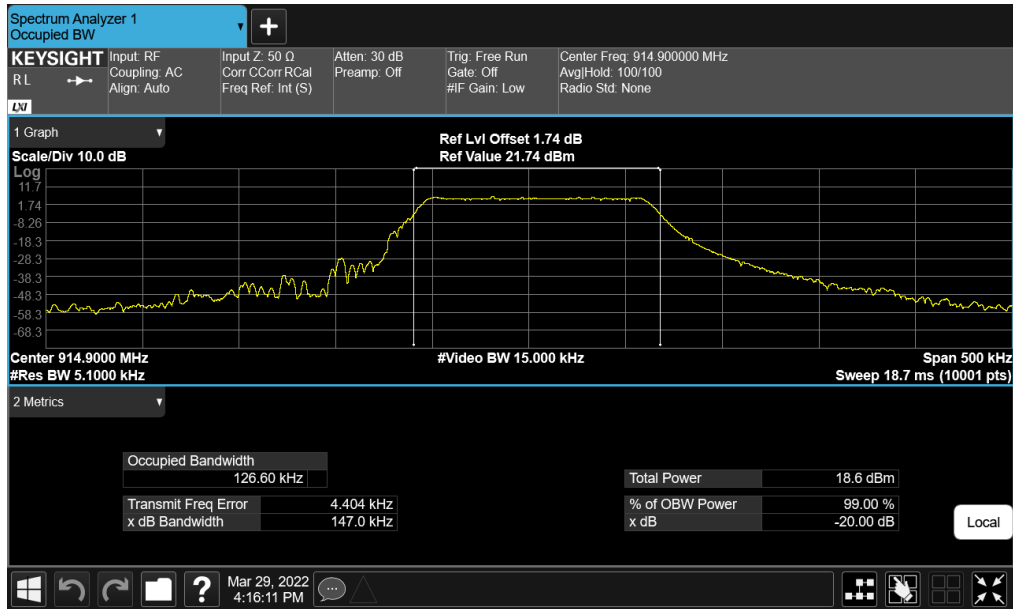 Spectrum Analyzer 1
Occupied BW
+
KEYSIGHT
R L
LXI
Input: RF
Coupling: AC
Align: Auto
Input Z: 50 Ω
Corr CCorr RCal
Freq Ref: Int (S)
Atten: 30 dB
Preamp: Off
Trig: Free Run
Gate: Off
#IF Gain: Low
Center Freq: 914.900000 MHz
Avg|Hold: 100/100
Radio Std: None
1 Graph
Scale/Div 10.0 dB
Ref Lvl Offset 1.74 dB
Ref Value 21.74 dBm
Log
11.7
1.74
-8.26
-18.3
-28.3
-38.3
-48.3
-58.3
-68.3
Center 914.9000 MHz
#Video BW 15.000 kHz
Span 500 kHz
#Res BW 5.1000 kHz
Sweep 18.7 ms (10001 pts)
2 Metrics
Occupied Bandwidth
126.60 kHz
Transmit Freq Error 4.404 kHz
x dB Bandwidth 147.0 kHz
Total Power 18.6 dBm
% of OBW Power 99.00 %
x dB -20.00 dB
Local
?
Mar 29, 2022
4:16:11 PM